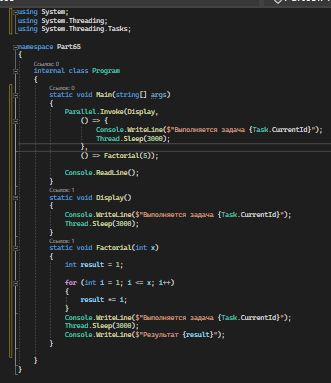 using System;
using System.Threading;
using System.Threading.Tasks;
namespace Part65
{
Ссылок: 0
internal class Program
{
Ссылок: 0
static void Main(string[] args)
{
Parallel.Invoke(Display,
() => {
Console.WriteLine($"Выполняется задача {Task.CurrentId}");
Thread.Sleep(3000);
},
() => Factorial(5));
Console.ReadLine();
}
Ссылок: 1
static void Display()
{
Console.WriteLine($"Выполняется задача {Task.CurrentId}");
Thread.Sleep(3000);
}
Ссылок: 1
static void Factorial(int x)
{
int result = 1;
for (int i = 1; i <= x; i++)
{
result *= i;
}
Console.WriteLine($"Выполняется задача {Task.CurrentId}");
Thread.Sleep(3000);
Console.WriteLine($"Результат {result}");
}
}
}